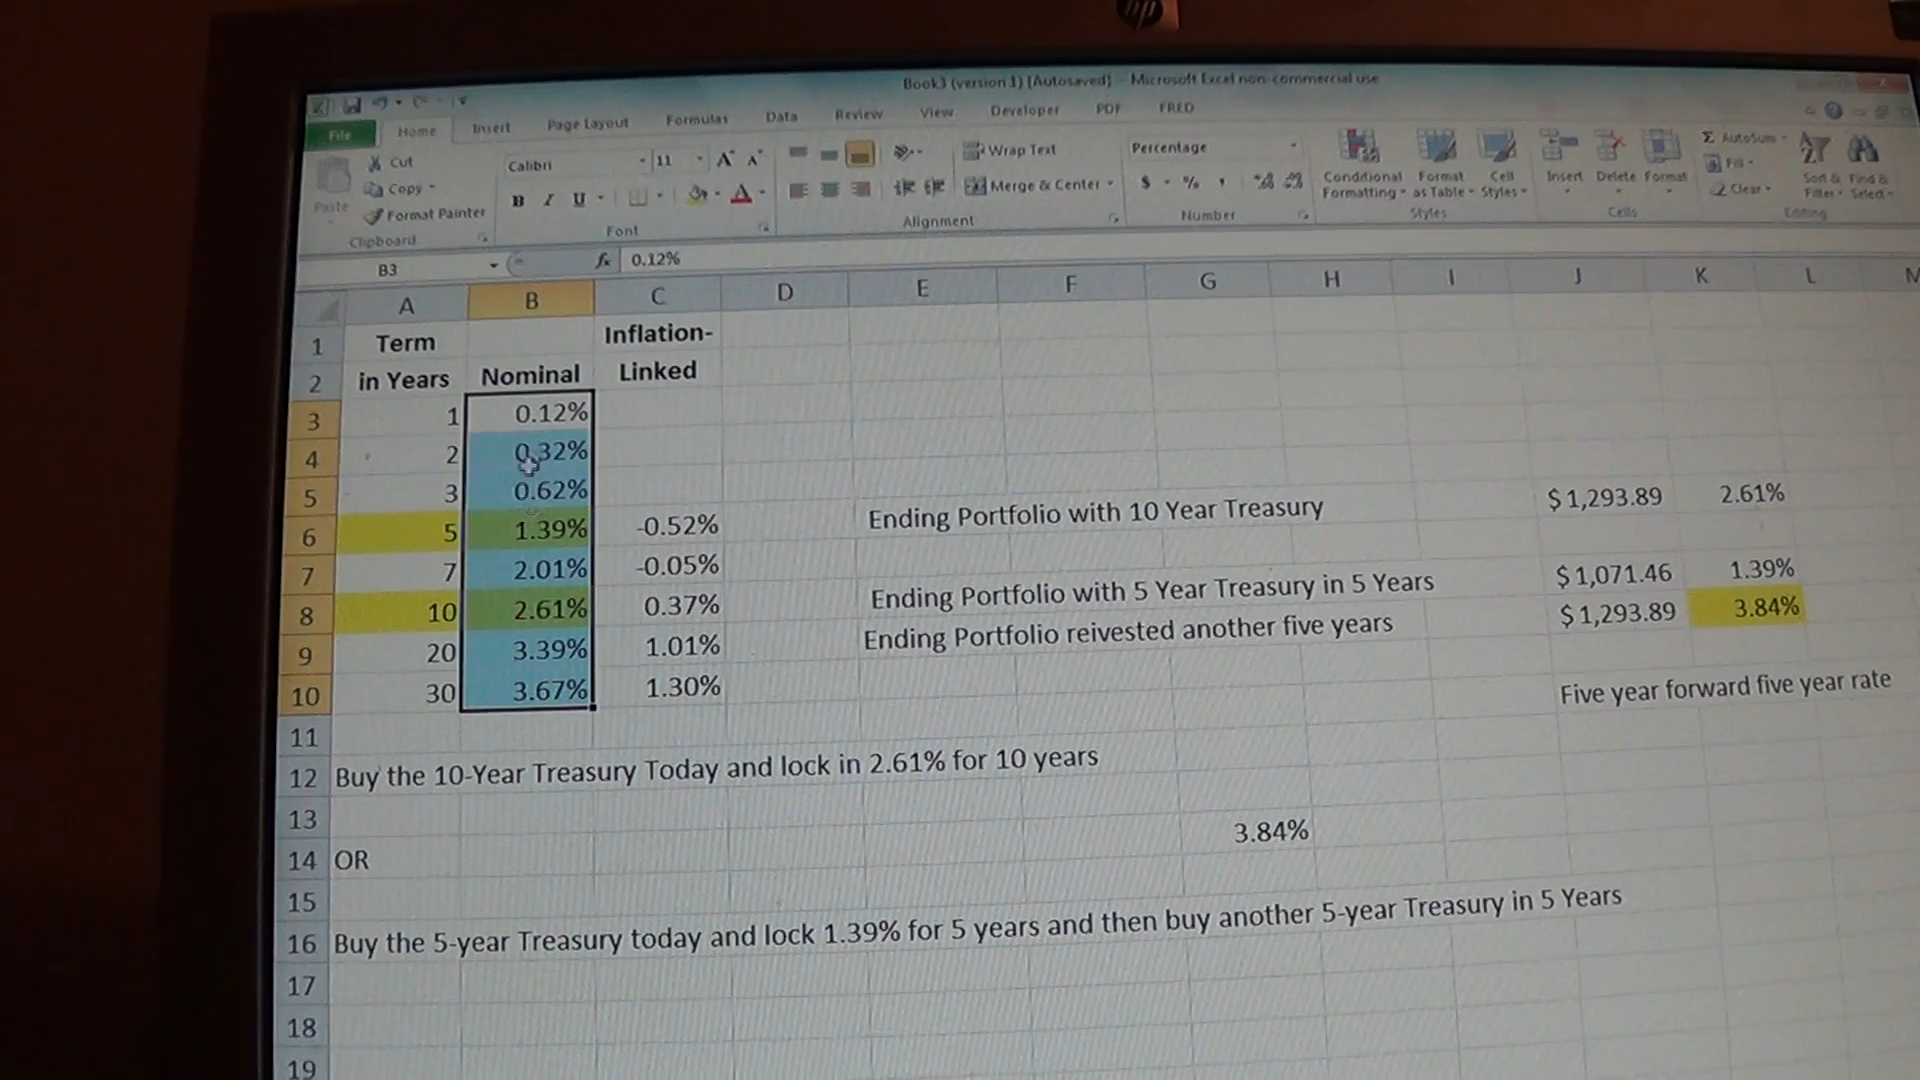 hp
Book3 (version 1) [Autosaved] - Microsoft Excel non-commercial use
File Home Insert Page Layout Formulas Data Review View Developer PDF FRED
Cut
Copy
Format Painter
Paste
Clipboard
Calibri 11 A A
B I U A
Font
Wrap Text
Merge & Center
Alignment
Percentage
$ % ,
Number
Conditional Formatting
Format as Table
Cell Styles
Styles
Insert Delete Format
Cells
Σ AutoSum
Fill
Clear
Sort & Filter
Find & Select
Editing
B3 fx 0.12%
A B C D E F G H I J K L M
1 Term Inflation-
2 in Years Nominal Linked
3 1 0.12%
4 2 0.32%
5 3 0.62% Ending Portfolio with 10 Year Treasury $ 1,293.89 2.61%
6 5 1.39% -0.52%
7 7 2.01% -0.05% Ending Portfolio with 5 Year Treasury in 5 Years $ 1,071.46 1.39%
8 10 2.61% 0.37% Ending Portfolio reivested another five years $ 1,293.89 3.84%
9 20 3.39% 1.01%
10 30 3.67% 1.30% Five year forward five year rate
11
12 Buy the 10-Year Treasury Today and lock in 2.61% for 10 years
13 3.84%
14 OR
15
16 Buy the 5-year Treasury today and lock 1.39% for 5 years and then buy another 5-year Treasury in 5 Years
17
18
19